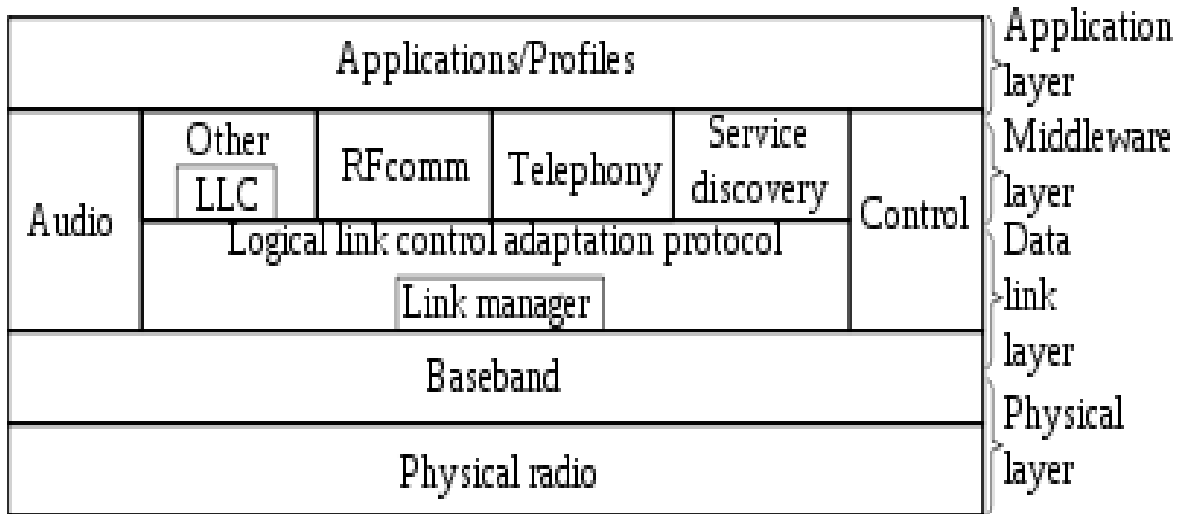 Applications/Profiles
Application
layer
Audio
Other
LLC
RFcomm
Telephony
Service
discovery
Control
Middleware
layer
Logical link control adaptation protocol
Link manager
Data
link
layer
Baseband
Physical radio
Physical
layer